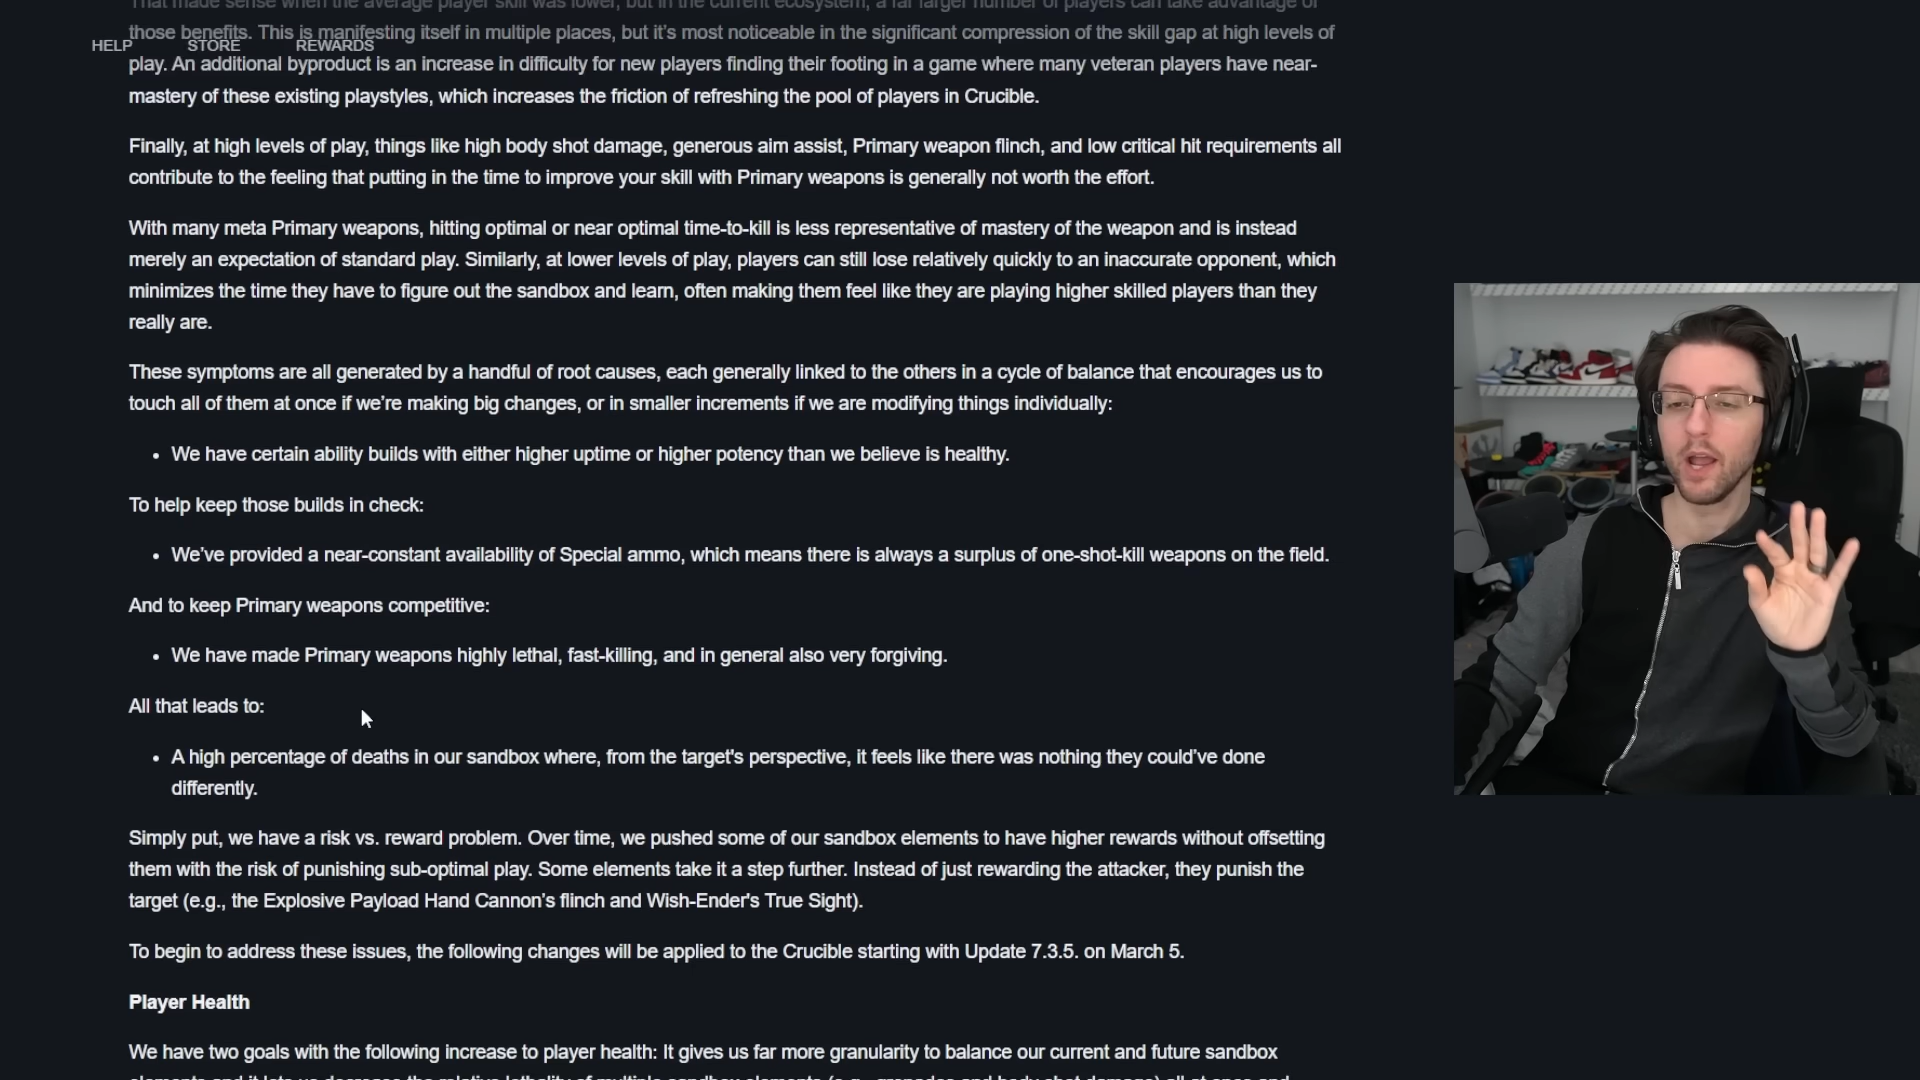 That made sense when the average player skill was lower, but in the current ecosystem, a far larger number of players can take advantage of
those benefits. This is manifesting itself in multiple places, but it's most noticeable in the significant compression of the skill gap at high levels of
HELP STORE REWARDS
play. An additional byproduct is an increase in difficulty for new players finding their footing in a game where many veteran players have near-
mastery of these existing playstyles, which increases the friction of refreshing the pool of players in Crucible.
Finally, at high levels of play, things like high body shot damage, generous aim assist, Primary weapon flinch, and low critical hit requirements all
contribute to the feeling that putting in the time to improve your skill with Primary weapons is generally not worth the effort.
With many meta Primary weapons, hitting optimal or near optimal time-to-kill is less representative of mastery of the weapon and is instead
merely an expectation of standard play. Similarly, at lower levels of play, players can still lose relatively quickly to an inaccurate opponent, which
minimizes the time they have to figure out the sandbox and learn, often making them feel like they are playing higher skilled players than they
really are.
These symptoms are all generated by a handful of root causes, each generally linked to the others in a cycle of balance that encourages us to
touch all of them at once if we're making big changes, or in smaller increments if we are modifying things individually:
• We have certain ability builds with either higher uptime or higher potency than we believe is healthy.
To help keep those builds in check:
• We've provided a near-constant availability of Special ammo, which means there is always a surplus of one-shot-kill weapons on the field.
And to keep Primary weapons competitive:
• We have made Primary weapons highly lethal, fast-killing, and in general also very forgiving.
All that leads to:
• A high percentage of deaths in our sandbox where, from the target's perspective, it feels like there was nothing they could've done
differently.
Simply put, we have a risk vs. reward problem. Over time, we pushed some of our sandbox elements to have higher rewards without offsetting
them with the risk of punishing sub-optimal play. Some elements take it a step further. Instead of just rewarding the attacker, they punish the
target (e.g., the Explosive Payload Hand Cannon's flinch and Wish-Ender's True Sight).
To begin to address these issues, the following changes will be applied to the Crucible starting with Update 7.3.5. on March 5.
Player Health
We have two goals with the following increase to player health: It gives us far more granularity to balance our current and future sandbox
elements and it lets us decrease the relative lethality of multiple sandbox elements (e.g., grenades and body shot damage) all at once and